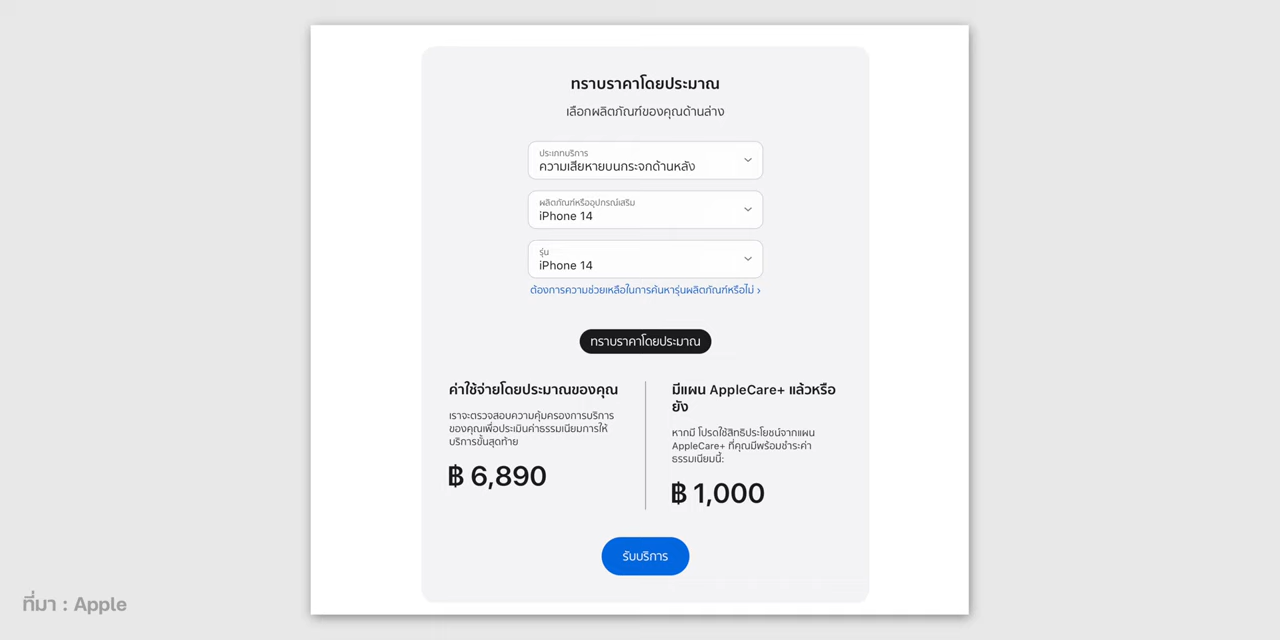 ทราบราคาโดยประมาณ
เลือกผลิตภัณฑ์ของคุณด้านล่าง
ประเภทบริการ
ความเสียหายบนกระจกด้านหลัง
ผลิตภัณฑ์หรืออุปกรณ์เสริม
iPhone 14
รุ่น
iPhone 14
ต้องการความช่วยเหลือในการค้นหารุ่นผลิตภัณฑ์หรือไม่ ›
ทราบราคาโดยประมาณ
ค่าใช้จ่ายโดยประมาณของคุณ
เราจะตรวจสอบความคุ้มครองการบริการ
ของคุณเพื่อประเมินค่าธรรมเนียมการให้
บริการขั้นสุดท้าย
฿ 6,890
มีแผน AppleCare+ แล้วหรือ
ยัง
หากมี โปรดใช้สิทธิประโยชน์จากแผน
AppleCare+ ที่คุณมีพร้อมชำระค่า
ธรรมเนียมนี้:
฿ 1,000
รับบริการ
ที่มา : Apple